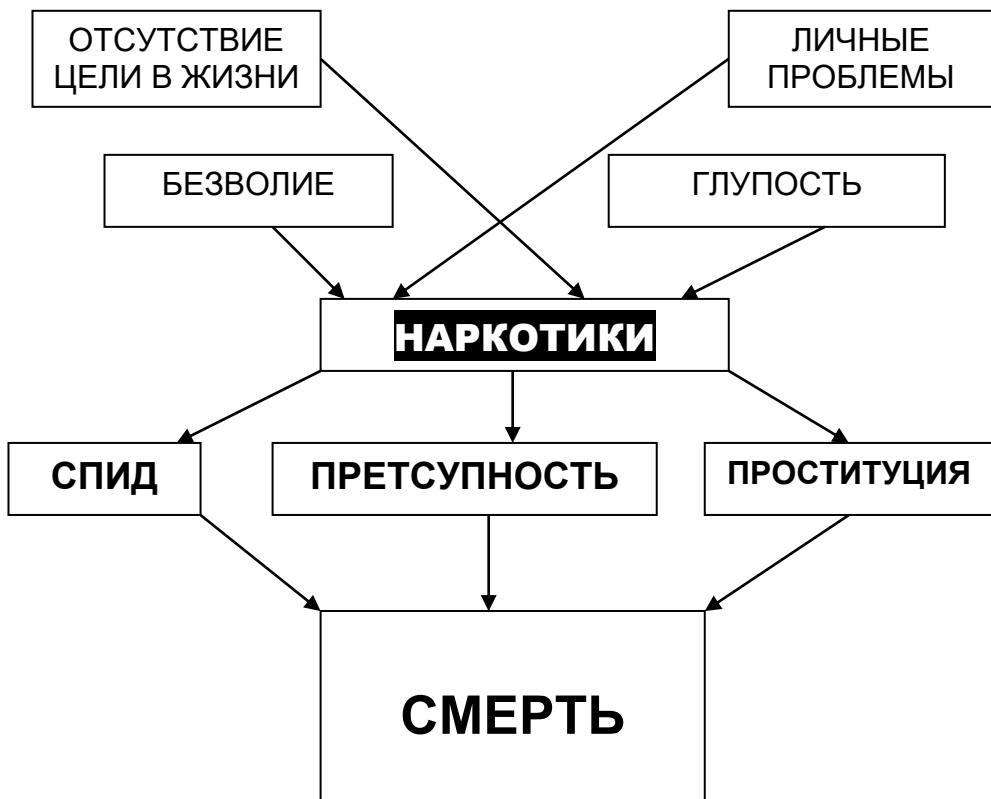 ОТСУТСТВИЕ
ЦЕЛИ В ЖИЗНИ
ЛИЧНЫЕ
ПРОБЛЕМЫ
БЕЗВОЛИЕ
ГЛУПОСТЬ
НАРКОТИКИ
СПИД
ПРЕТСУПНОСТЬ
ПРОСТИТУЦИЯ
СМЕРТЬ